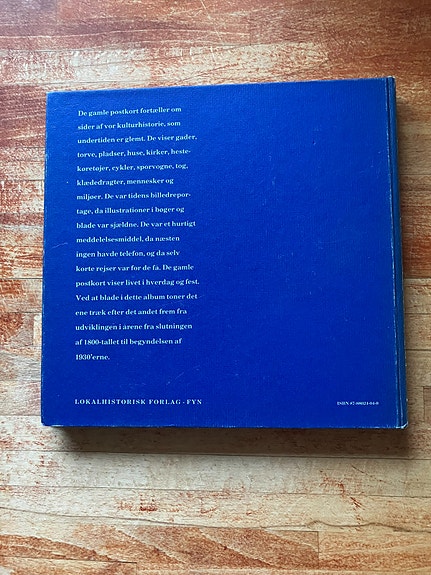 De gamle postkort fortæller om
sider af vor kulturhistorie, som
undertiden er glemt. De viser gader,
torve, pladser, huse, kirker, heste-
køretøjer, cykler, sporvogne, tog,
klædedragter, mennesker og
miljøer. De var tidens billedrepor-
tage, da illustrationer i bøger og
blade var sjældne. De var et hurtigt
meddelelsesmiddel, da næsten
ingen havde telefon, og da selv
korte rejser var for de få. De gamle
postkort viser livet i hverdag og fest.
Ved at blade i dette album toner det
ene træk efter det andet frem fra
udviklingen i årene fra slutningen
af 1800-tallet til begyndelsen af
1930'erne.
LOKALHISTORISK FORLAG · FYN
ISBN 87-88024-04-0